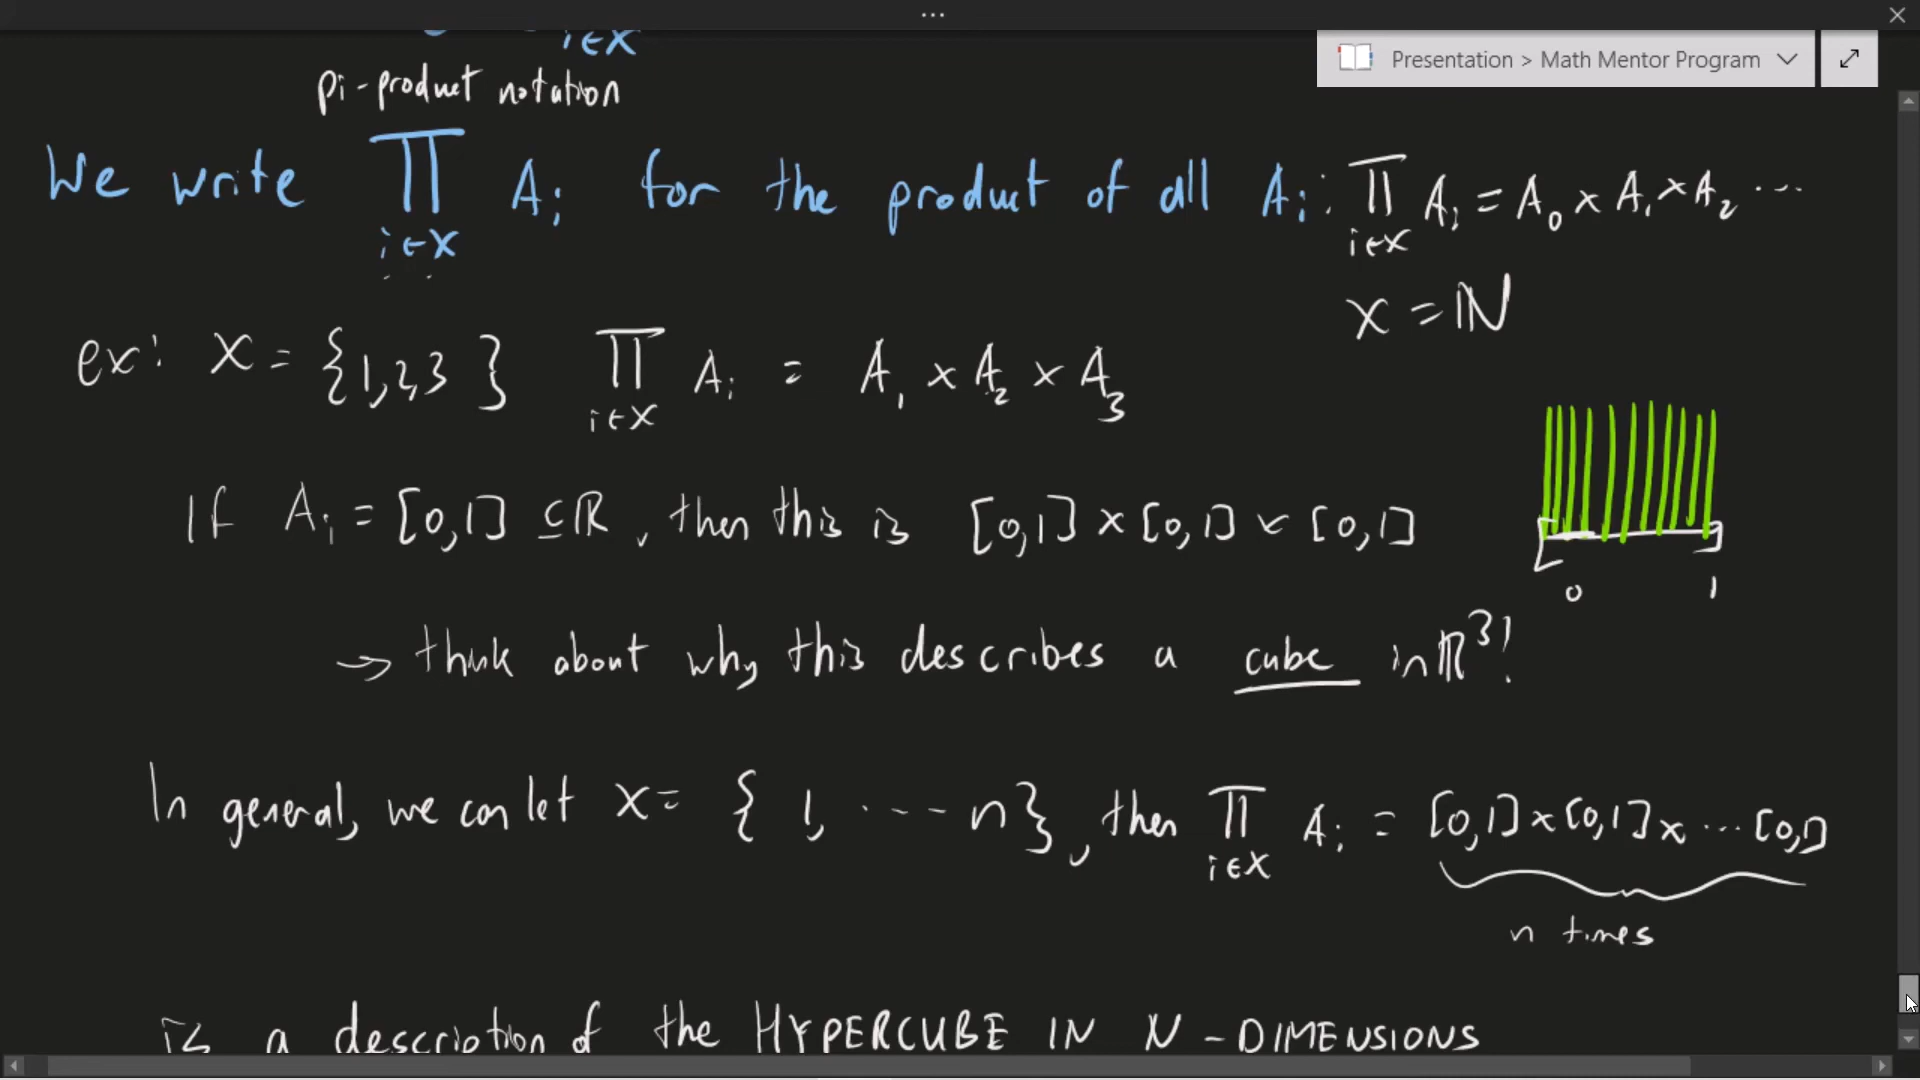 ...
Presentation > Math Mentor Program
i∈X
pi-product notation
We write ∏ A_i for the product of all A_i : ∏ A_i = A_0 × A_1 × A_2 ...
i∈X i∈X
X = ℕ
ex: X = {1,2,3} ∏ A_i = A_1 × A_2 × A_3
i∈X
If A_i = [0,1] ⊆ ℝ, then this is [0,1] × [0,1] × [0,1]
0 1
→ think about why this describes a cube in ℝ^3!
In general, we can let X = {1, ... n}, then ∏ A_i = [0,1] × [0,1] × ... [0,1]
i∈X
n times
is a description of the HYPERCUBE IN N-DIMENSIONS